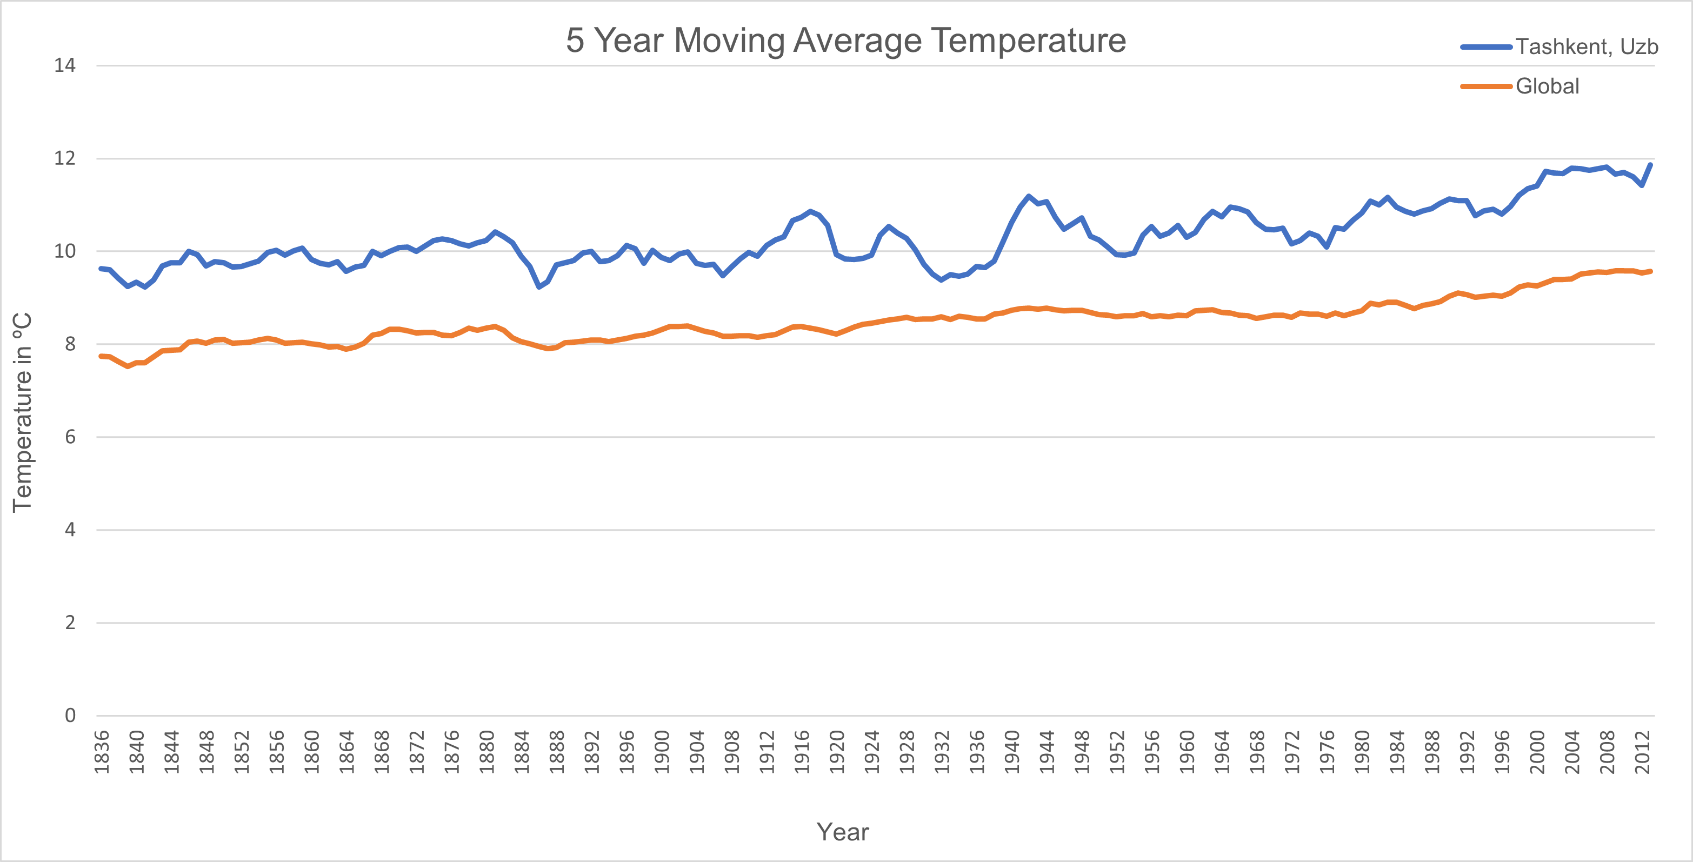 5 Year Moving Average Temperature
Tashkent, Uzb
Global
Temperature in ºC
14
12
10
8
6
4
2
0
1836 1840 1844 1848 1852 1856 1860 1864 1868 1872 1876 1880 1884 1888 1892 1896 1900 1904 1908 1912 1916 1920 1924 1928 1932 1936 1940 1944 1948 1952 1956 1960 1964 1968 1972 1976 1980 1984 1988 1992 1996 2000 2004 2008 2012
Year